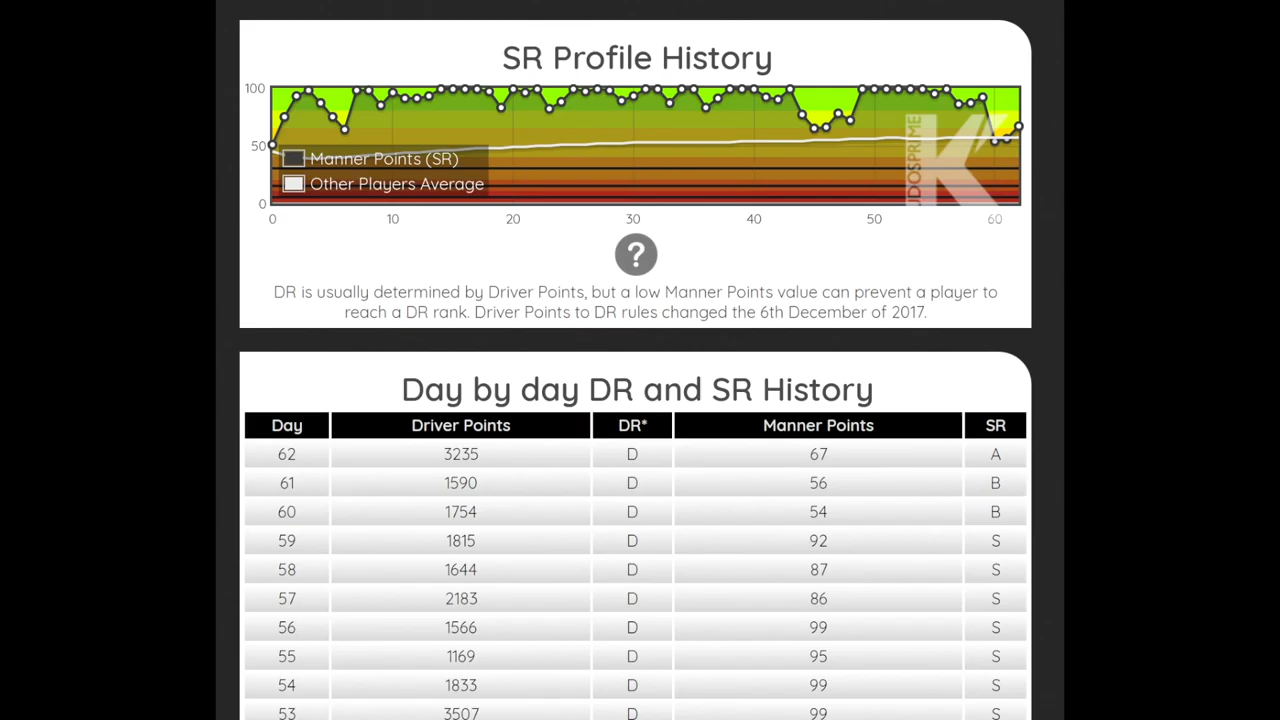 SR Profile History
100
50
0
Manner Points (SR)
Other Players Average
0 10 20 30 40 50 60
UDOSPRIME
K
?
DR is usually determined by Driver Points, but a low Manner Points value can prevent a player to
reach a DR rank. Driver Points to DR rules changed the 6th December of 2017.
Day by day DR and SR History
Day Driver Points DR* Manner Points SR
62 3235 D 67 A
61 1590 D 56 B
60 1754 D 54 B
59 1815 D 92 S
58 1644 D 87 S
57 2183 D 86 S
56 1566 D 99 S
55 1169 D 95 S
54 1833 D 99 S
53 3507 D 99 S